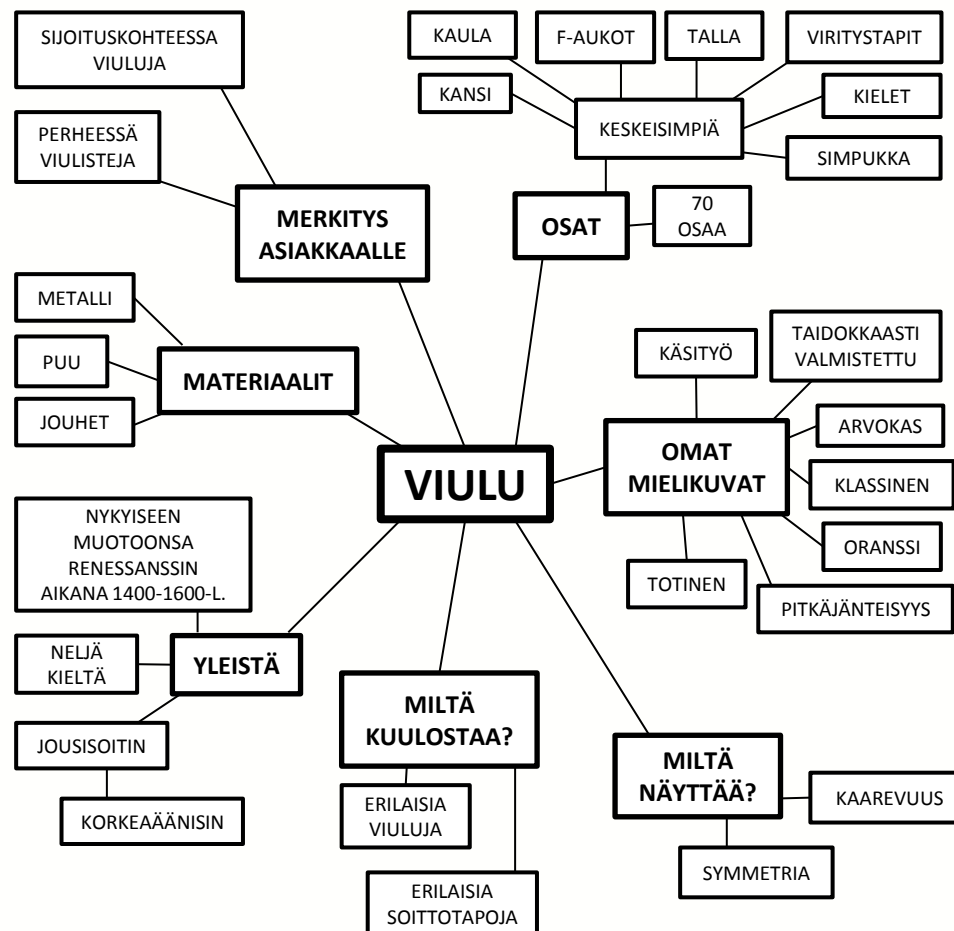 SIJOITUSKOHTEESSA
VIULUJA
PERHEESSÄ
VIULISTEJA
MERKITYS
ASIAKKAALLE
KAULA
F-AUKOT
TALLA
VIRITYSTAPIT
KANSI
KESKEISIMPIÄ
KIELET
SIMPUKKA
OSAT
70
OSAA
METALLI
PUU
JOUHET
MATERIAALIT
VIULU
KÄSITYÖ
TAIDOKKAASTI
VALMISTETTU
OMAT
MIELIKUVAT
ARVOKAS
KLASSINEN
ORANSSI
TOTINEN
PITKÄJÄNTEISYYS
NYKYISEEN
MUOTOONSA
RENESSANSSIN
AIKANA 1400-1600-L.
NELJÄ
KIELTÄ
YLEISTÄ
JOUSISOITIN
KORKEAÄÄNISIN
MILTÄ
KUULOSTAA?
ERILAISIA
VIULUJA
ERILAISIA
SOITTOTAPOJA
MILTÄ
NÄYTTÄÄ?
KAAREVUUS
SYMMETRIA